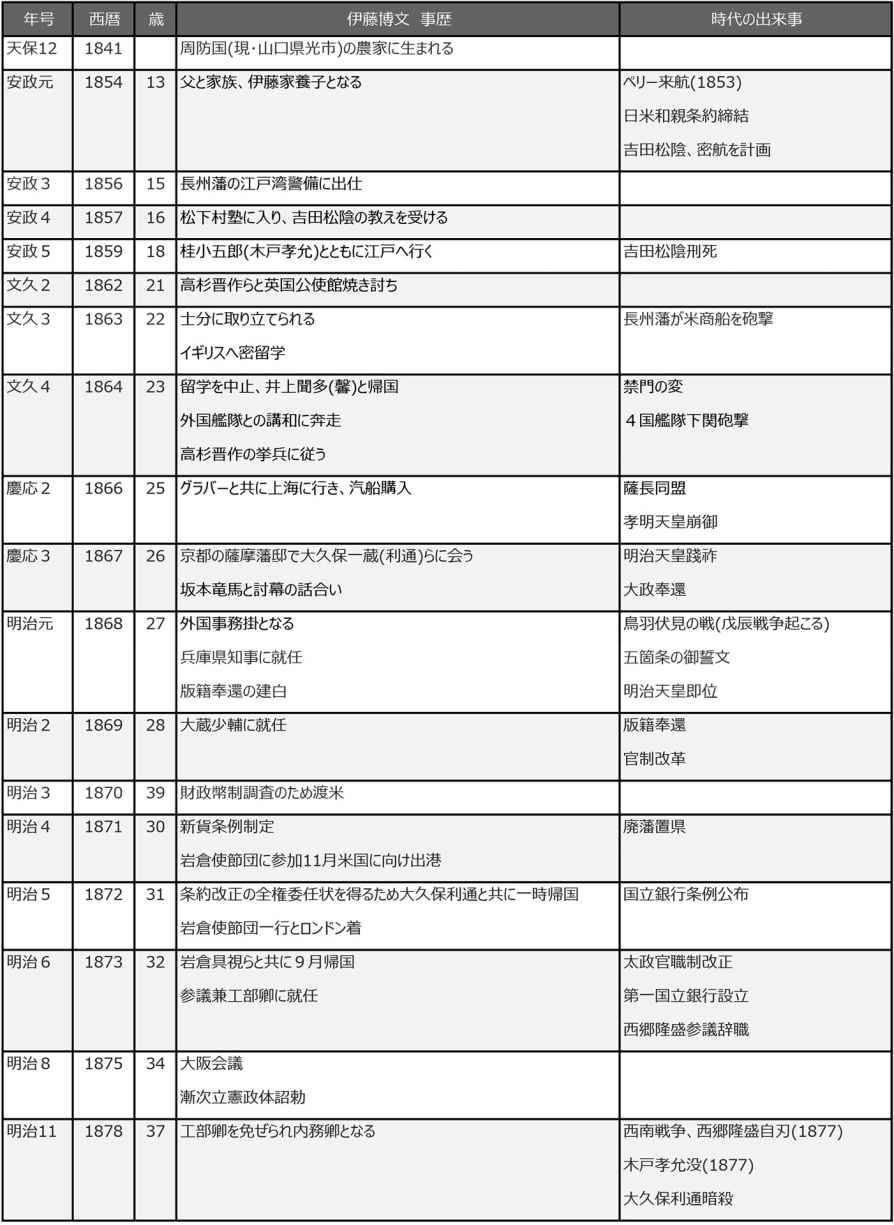 年号 西暦 歳 伊藤博文 事歴 時代の出来事
天保12 1841 周防国(現・山口県光市)の農家に生まれる
安政元 1854 13 父と家族、伊藤家養子となる ペリー来航(1853)
日米和親条約締結
吉田松陰、密航を計画
安政３ 1856 15 長州藩の江戸湾警備に出仕
安政４ 1857 16 松下村塾に入り、吉田松陰の教えを受ける
安政５ 1859 18 桂小五郎(木戸孝允)とともに江戸へ行く 吉田松陰刑死
文久２ 1862 21 高杉晋作らと英国公使館焼き討ち
文久３ 1863 22 士分に取り立てられる 長州藩が米商船を砲撃
イギリスへ密留学
文久４ 1864 23 留学を中止、井上聞多(馨)と帰国 禁門の変
外国艦隊との講和に奔走 ４国艦隊下関砲撃
高杉晋作の挙兵に従う
慶応２ 1866 25 グラバーと共に上海に行き、汽船購入 薩長同盟
孝明天皇崩御
慶応３ 1867 26 京都の薩摩藩邸で大久保一蔵(利通)らに会う 明治天皇践祚
坂本竜馬と討幕の話合い 大政奉還
明治元 1868 27 外国事務掛となる 鳥羽伏見の戦(戊辰戦争起こる)
兵庫県知事に就任 五箇条の御誓文
版籍奉還の建白 明治天皇即位
明治２ 1869 28 大蔵少輔に就任 版籍奉還
官制改革
明治３ 1870 39 財政幣制調査のため渡米
明治４ 1871 30 新貨条例制定 廃藩置県
岩倉使節団に参加11月米国に向け出港
明治５ 1872 31 条約改正の全権委任状を得るため大久保利通と共に一時帰国 国立銀行条例公布
岩倉使節団一行とロンドン着
明治６ 1873 32 岩倉具視らと共に９月帰国 太政官職制改正
参議兼工部卿に就任 第一国立銀行設立
西郷隆盛参議辞職
明治８ 1875 34 大阪会議
漸次立憲政体詔勅
明治11 1878 37 工部卿を免ぜられ内務卿となる 西南戦争、西郷隆盛自刃(1877)
木戸孝允没(1877)
大久保利通暗殺